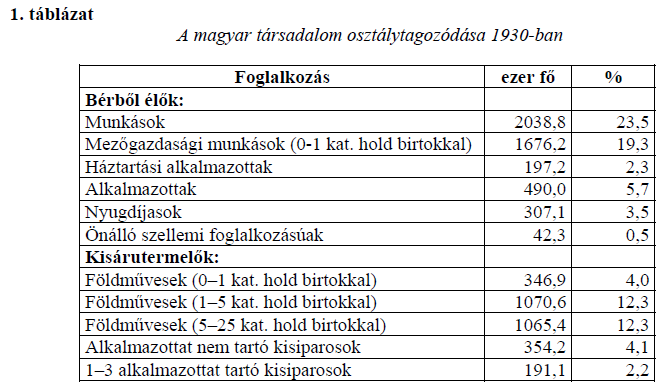 1. táblázat
A magyar társadalom osztálytagozódása 1930-ban
Foglalkozás ezer fő %
Bérből élők:
Munkások 2038,8 23,5
Mezőgazdasági munkások (0-1 kat. hold birtokkal) 1676,2 19,3
Háztartási alkalmazottak 197,2 2,3
Alkalmazottak 490,0 5,7
Nyugdíjasok 307,1 3,5
Önálló szellemi foglalkozásúak 42,3 0,5
Kisárutermelők:
Földművesek (0–1 kat. hold birtokkal) 346,9 4,0
Földművesek (1–5 kat. hold birtokkal) 1070,6 12,3
Földművesek (5–25 kat. hold birtokkal) 1065,4 12,3
Alkalmazottat nem tartó kisiparosok 354,2 4,1
1–3 alkalmazottat tartó kisiparosok 191,1 2,2